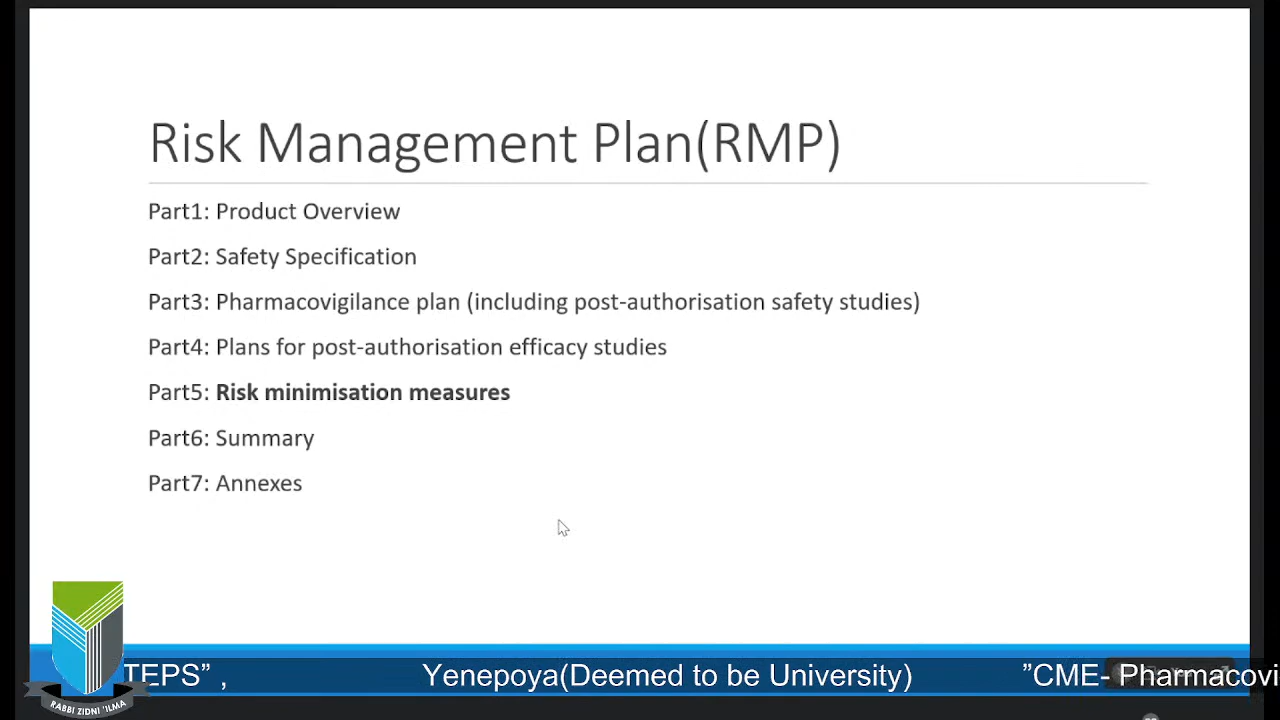 Risk Management Plan(RMP)
Part1: Product Overview
Part2: Safety Specification
Part3: Pharmacovigilance plan (including post-authorisation safety studies)
Part4: Plans for post-authorisation efficacy studies
Part5: Risk minimisation measures
Part6: Summary
Part7: Annexes
TEPS” , Yenepoya(Deemed to be University) ”CME- Pharmacovi
RABBI ZIDNI 'ILMA